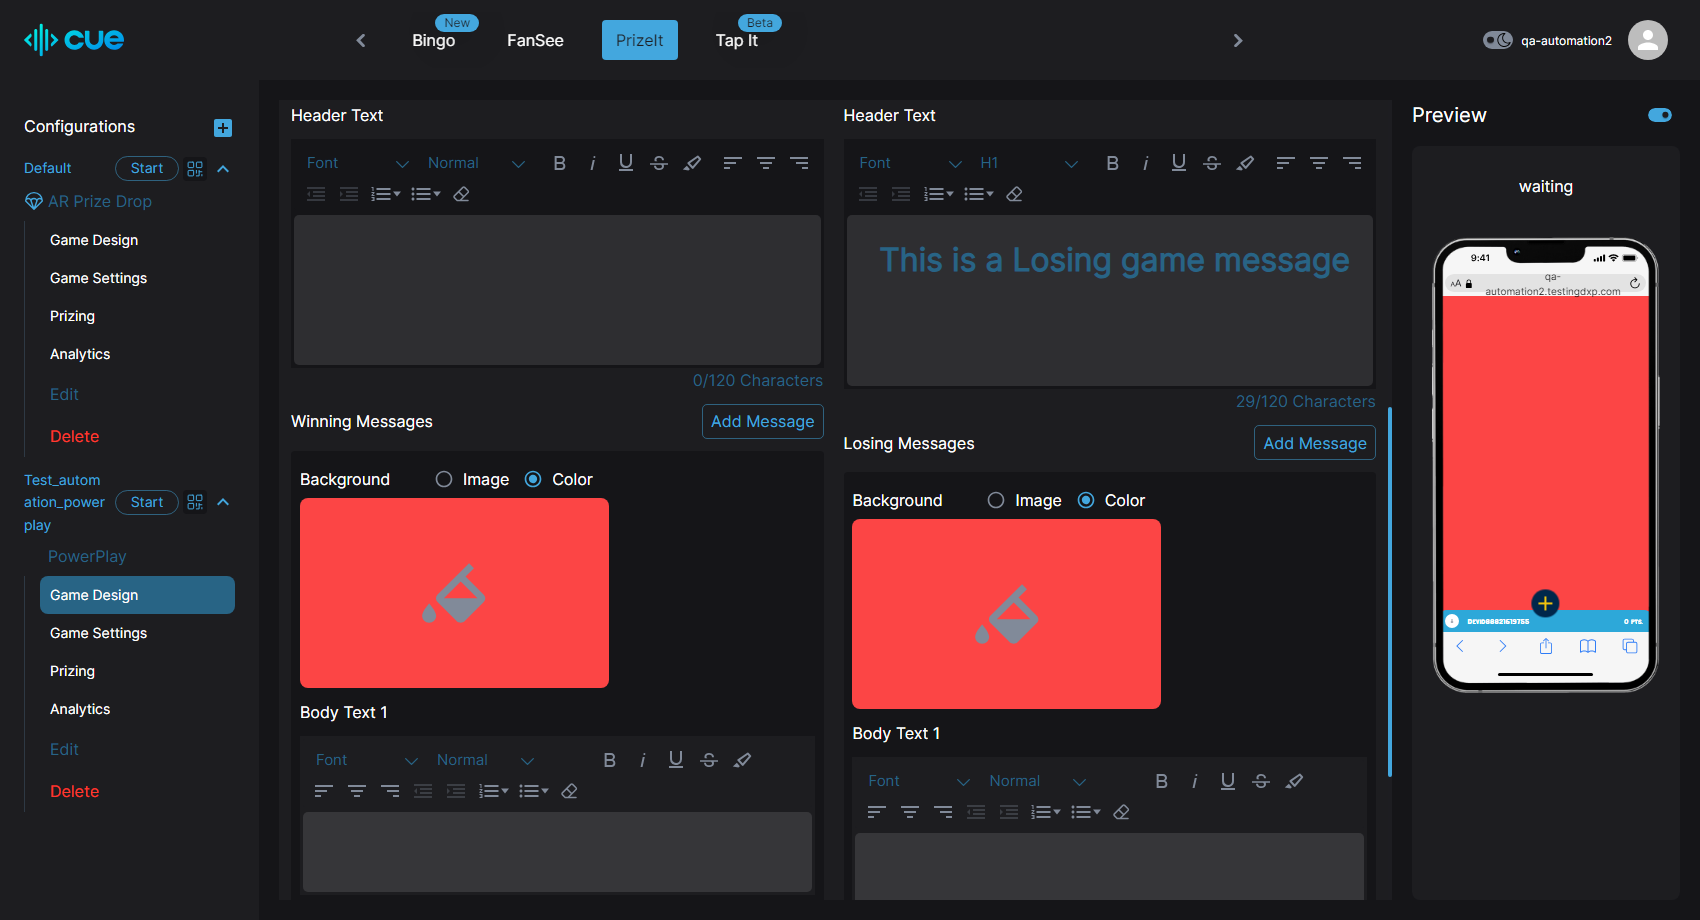 cue
New
Bingo
FanSee
PrizeIt
Beta
Tap It
qa-automation2
Configurations
Default
Start
AR Prize Drop
Game Design
Game Settings
Prizing
Analytics
Edit
Delete
Test_autom
ation_power
play
Start
PowerPlay
Game Design
Game Settings
Prizing
Analytics
Edit
Delete
Header Text
Font
Normal
B i U S
0/120 Characters
Winning Messages
Add Message
Background
Image
Color
Body Text 1
Font
Normal
B i U S
Header Text
Font
H1
B i U S
This is a Losing game message
29/120 Characters
Losing Messages
Add Message
Background
Image
Color
Body Text 1
Font
Normal
B i U S
Preview
waiting
9:41
AA
qa-
automation2.testingdxp.com
0 PTS.